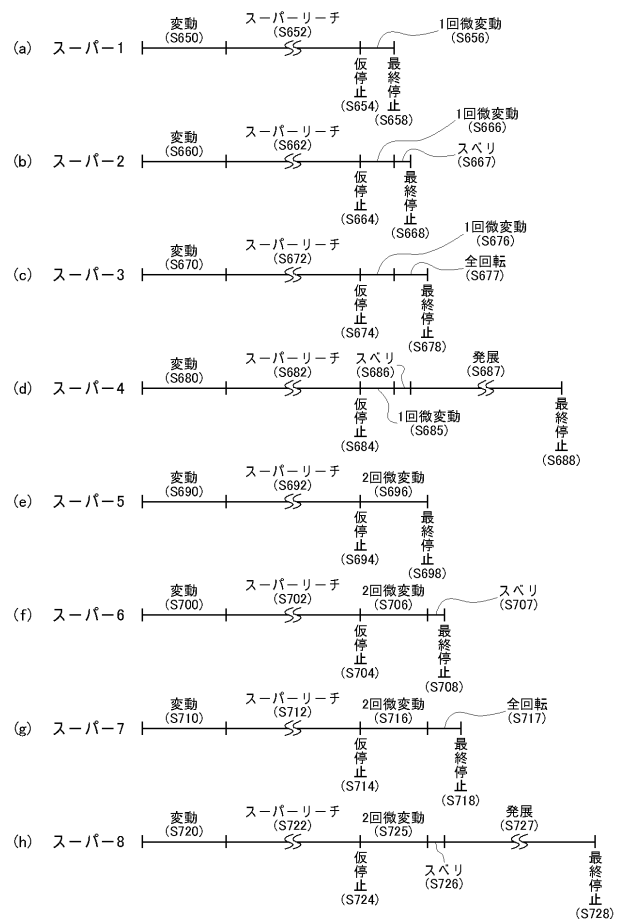 (a) スーパー1
変動
(S650)
スーパーリーチ
(S652)
1回微変動
(S656)
仮停止
(S654)
最終停止
(S658)
(b) スーパー2
変動
(S660)
スーパーリーチ
(S662)
1回微変動
(S666)
スベリ
(S667)
仮停止
(S664)
最終停止
(S668)
(c) スーパー3
変動
(S670)
スーパーリーチ
(S672)
1回微変動
(S676)
全回転
(S677)
仮停止
(S674)
最終停止
(S678)
(d) スーパー4
変動
(S680)
スーパーリーチ
(S682)
スベリ
(S686)
発展
(S687)
仮停止
(S684)
1回微変動
(S685)
最終停止
(S688)
(e) スーパー5
変動
(S690)
スーパーリーチ
(S692)
2回微変動
(S696)
仮停止
(S694)
最終停止
(S698)
(f) スーパー6
変動
(S700)
スーパーリーチ
(S702)
2回微変動
(S706)
スベリ
(S707)
仮停止
(S704)
最終停止
(S708)
(g) スーパー7
変動
(S710)
スーパーリーチ
(S712)
2回微変動
(S716)
全回転
(S717)
仮停止
(S714)
最終停止
(S718)
(h) スーパー8
変動
(S720)
スーパーリーチ
(S722)
2回微変動
(S725)
発展
(S727)
仮停止
(S724)
スベリ
(S726)
最終停止
(S728)